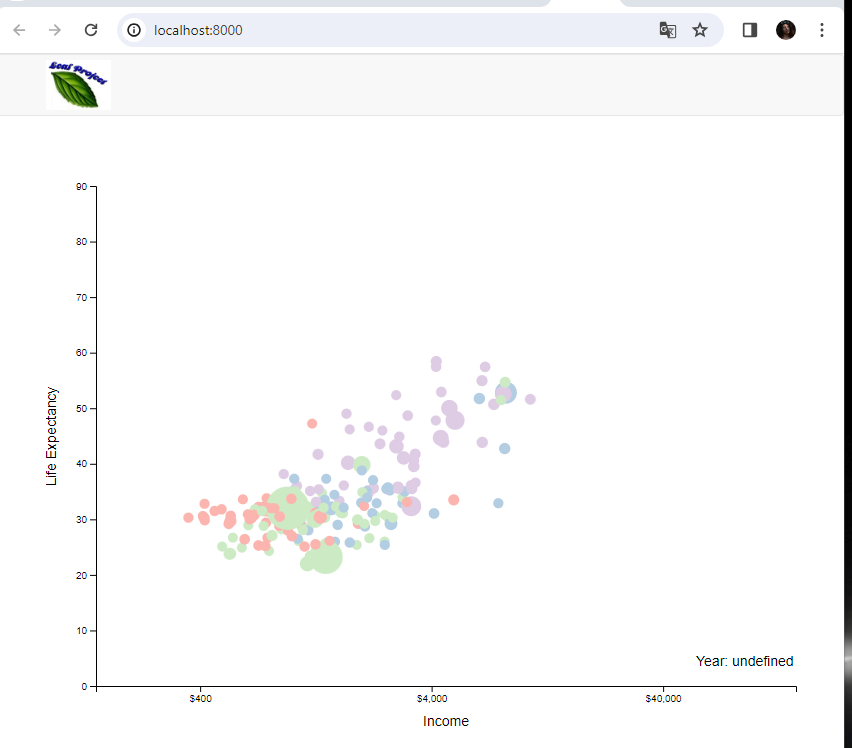 localhost:8000
Leaf Project
90
80
70
60
50
40
30
20
10
0
Life Expectancy
Year: undefined
$400
$4,000
$40,000
Income